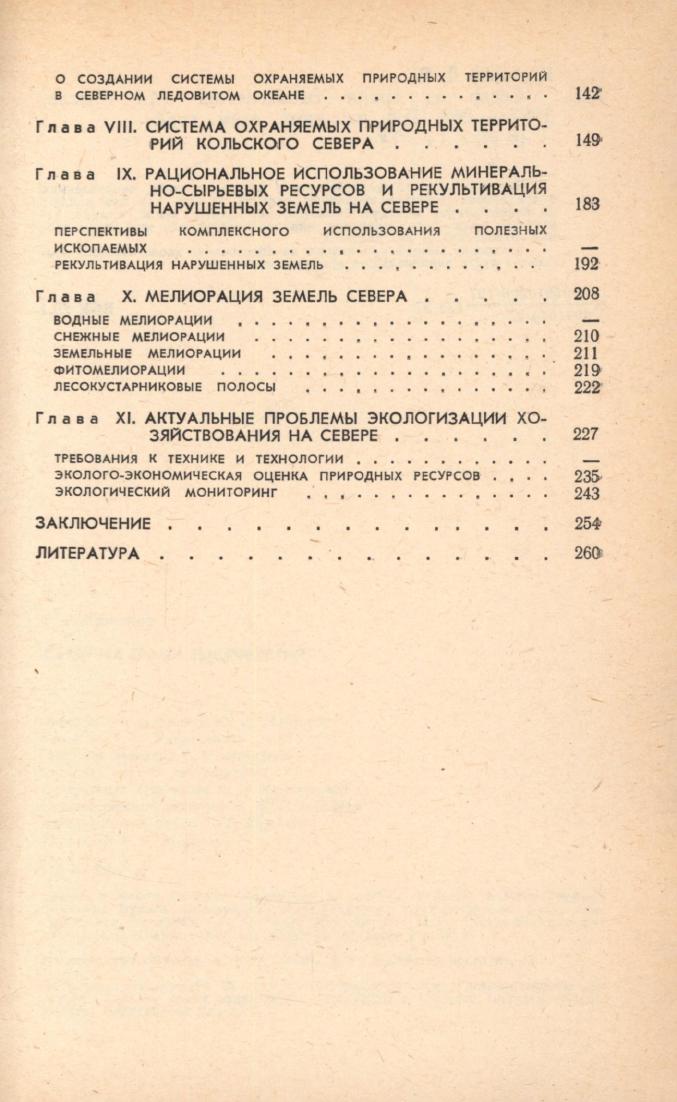 О СОЗДАНИИ СИСТЕМЫ ОХРАНЯЕМЫХ ПРИРОДНЫХ ТЕРРИТОРИЙ
В СЕВЕРНОМ ЛЕДОВИТОМ ОКЕАНЕ . . . . . . . . . . . . . 142
Глава VIII. СИСТЕМА ОХРАНЯЕМЫХ ПРИРОДНЫХ ТЕРРИТО-
РИЙ КОЛЬСКОГО СЕВЕРА . . . . . . 149
Глава IX. РАЦИОНАЛЬНОЕ ИСПОЛЬЗОВАНИЕ МИНЕРАЛЬ-
НО-СЫРЬЕВЫХ РЕСУРСОВ И РЕКУЛЬТИВАЦИЯ
НАРУШЕННЫХ ЗЕМЕЛЬ НА СЕВЕРЕ . . . . 183
ПЕРСПЕКТИВЫ КОМПЛЕКСНОГО ИСПОЛЬЗОВАНИЯ ПОЛЕЗНЫХ
ИСКОПАЕМЫХ . . . . . . . . . . . . . . . . . . . . —
РЕКУЛЬТИВАЦИЯ НАРУШЕННЫХ ЗЕМЕЛЬ . . . . . . . . . . . 192
Глава X. МЕЛИОРАЦИЯ ЗЕМЕЛЬ СЕВЕРА . . . . . 208
ВОДНЫЕ МЕЛИОРАЦИИ . . . . . . . . . . . . . . . . —
СНЕЖНЫЕ МЕЛИОРАЦИИ . . . . . . . . . . . . . . . 210
ЗЕМЕЛЬНЫЕ МЕЛИОРАЦИИ . . . . . . . . . . . . . . 211
ФИТОМЕЛИОРАЦИИ . . . . . . . . . . . . . . . . . 219
ЛЕСОКУСТАРНИКОВЫЕ ПОЛОСЫ . . . . . . . . . . . . . 222
Глава XI. АКТУАЛЬНЫЕ ПРОБЛЕМЫ ЭКОЛОГИЗАЦИИ ХО-
ЗЯЙСТВОВАНИЯ НА СЕВЕРЕ . . . . . . 227
ТРЕБОВАНИЯ К ТЕХНИКЕ И ТЕХНОЛОГИИ . . . . . . . . . . —
ЭКОЛОГО-ЭКОНОМИЧЕСКАЯ ОЦЕНКА ПРИРОДНЫХ РЕСУРСОВ . . . . 235
ЭКОЛОГИЧЕСКИЙ МОНИТОРИНГ . . . . . . . . . . . . . 243
ЗАКЛЮЧЕНИЕ . . . . . . . . . . . . . . 254
ЛИТЕРАТУРА . . . . . . . . . . . . . . 260